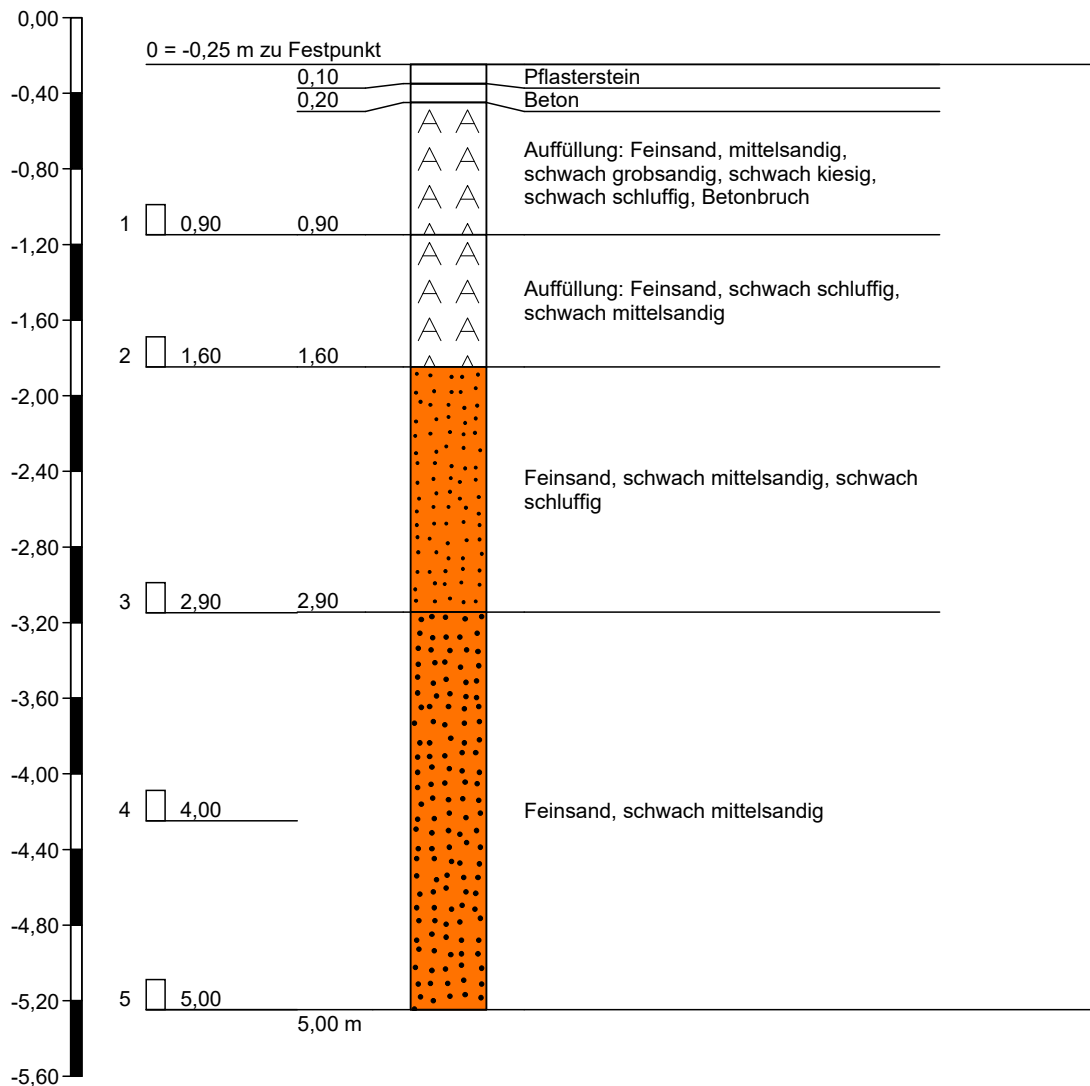 0,00
0 = -0,25 m zu Festpunkt
0,10 Pflasterstein
-0,40
0,20 Beton
Auffüllung: Feinsand, mittelsandig,
-0,80
schwach grobsandig, schwach kiesig,
schwach schluffig, Betonbruch
1 0,90 0,90
-1,20
Auffüllung: Feinsand, schwach schluffig,
schwach mittelsandig
-1,60
2 1,60 1,60
-2,00
-2,40
Feinsand, schwach mittelsandig, schwach
schluffig
-2,80
3 2,90 2,90
-3,20
-3,60
-4,00
4 4,00
Feinsand, schwach mittelsandig
-4,40
-4,80
5 5,00
-5,20
5,00 m
-5,60